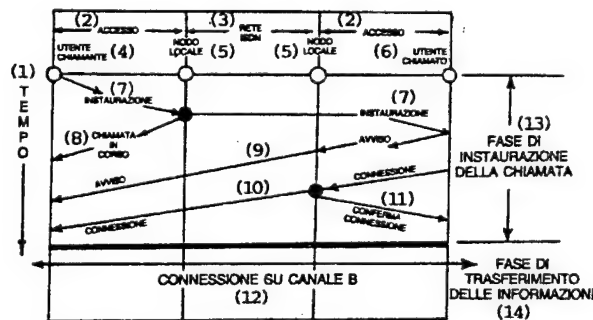 (2) (3) (2)
ACCESSO RETE ISDN ACCESSO
UTENTE CHIAMANTE (4) NODO LOCALE (5) (5) NODO LOCALE (6) UTENTE CHIAMATO
(1)
TEMPO
(7)
INSTAURAZIONE
(7)
INSTAURAZIONE
(8) CHIAMATA IN CORSO
AVVISO
(9)
AVVISO
(10)
CONNESSIONE
(11)
CONNESSIONE
CONFERMA CONNESSIONE
(13)
FASE DI
INSTAURAZIONE
DELLA CHIAMATA
CONNESSIONE SU CANALE B
(12)
FASE DI
TRASFERIMENTO
DELLE INFORMAZIONI
(14)